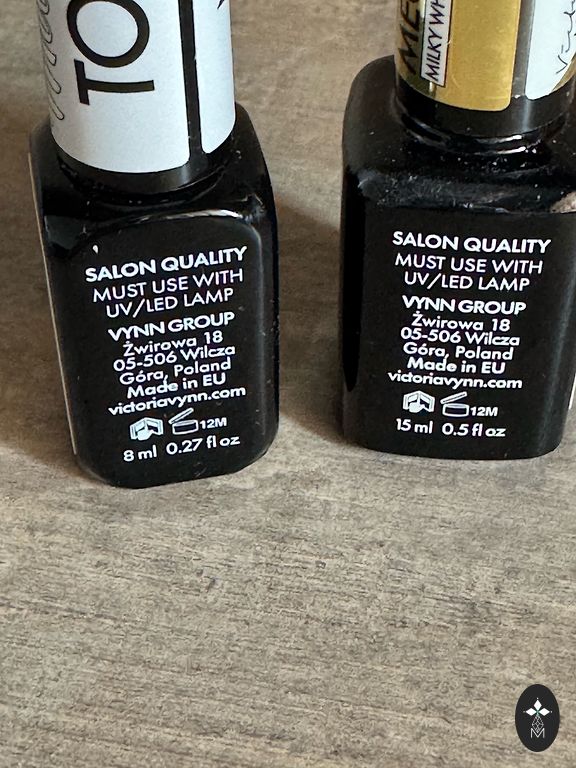 TO
SALON QUALITY
MUST USE WITH
UV/LED LAMP
VYNN GROUP
Żwirowa 18
05-506 Wilcza
Góra, Poland
Made in EU
victoriavynn.com
12M
8 ml 0.27 fl oz
ME
MILKY WH
SALON QUALITY
MUST USE WITH
UV/LED LAMP
VYNN GROUP
Żwirowa 18
05-506 Wilcza
Góra, Poland
Made in EU
victoriavynn.com
12M
15 ml 0.5 fl oz
M